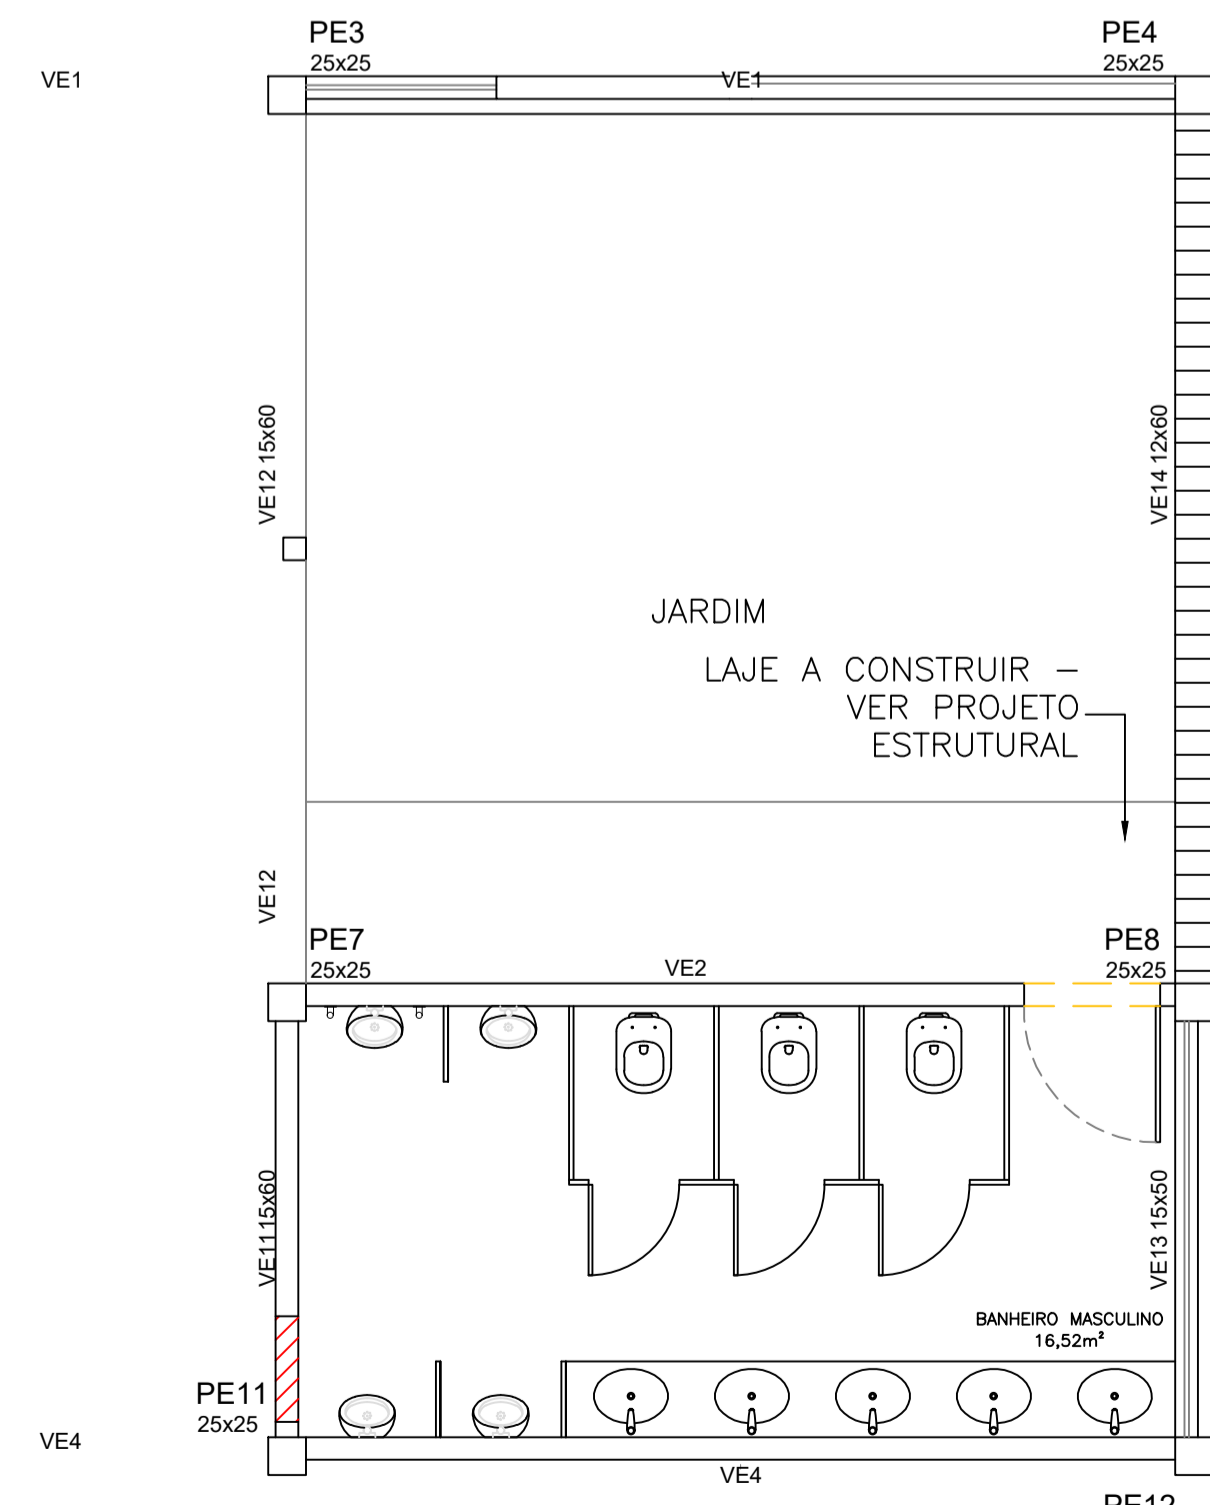 PE3
25x25
PE4
25x25
VE1
VE1
VE12 15x60
VE14 12x60
JARDIM
LAJE A CONSTRUIR –
VER PROJETO
ESTRUTURAL
VE12
PE7
25x25
VE2
PE8
25x25
VE11 15x60
VE13 15x50
BANHEIRO MASCULINO
16,52m²
PE11
25x25
VE4
VE4
PE12